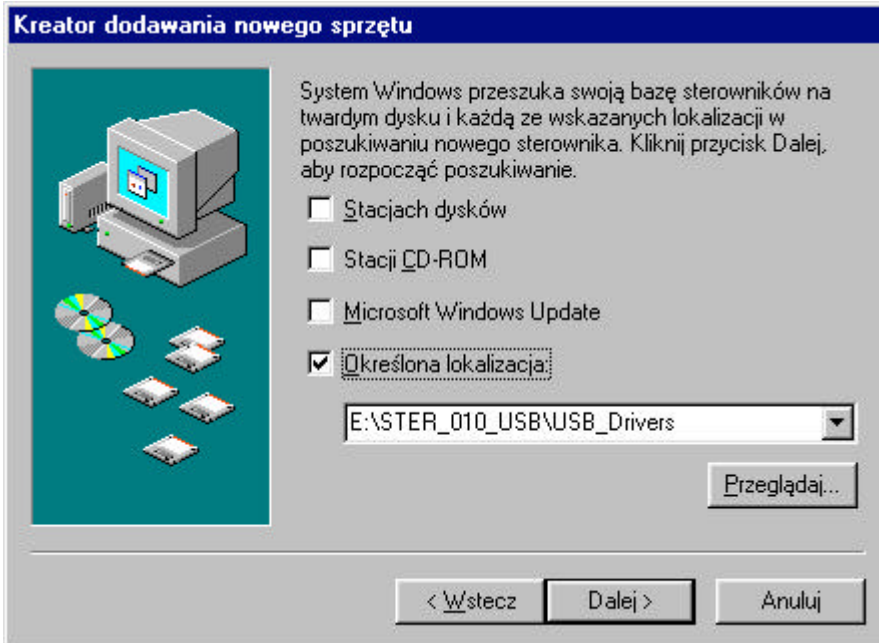 Kreator dodawania nowego sprzętu
System Windows przeszuka swoją bazę sterowników na
twardym dysku i każdą ze wskazanych lokalizacji w
poszukiwaniu nowego sterownika. Kliknij przycisk Dalej,
aby rozpocząć poszukiwanie.
Stacjach dysków
Stacji CD-ROM
Microsoft Windows Update
Określona lokalizacja:
E:\STER_010_USB\USB_Drivers
Przeglądaj...
< Wstecz
Dalej >
Anuluj